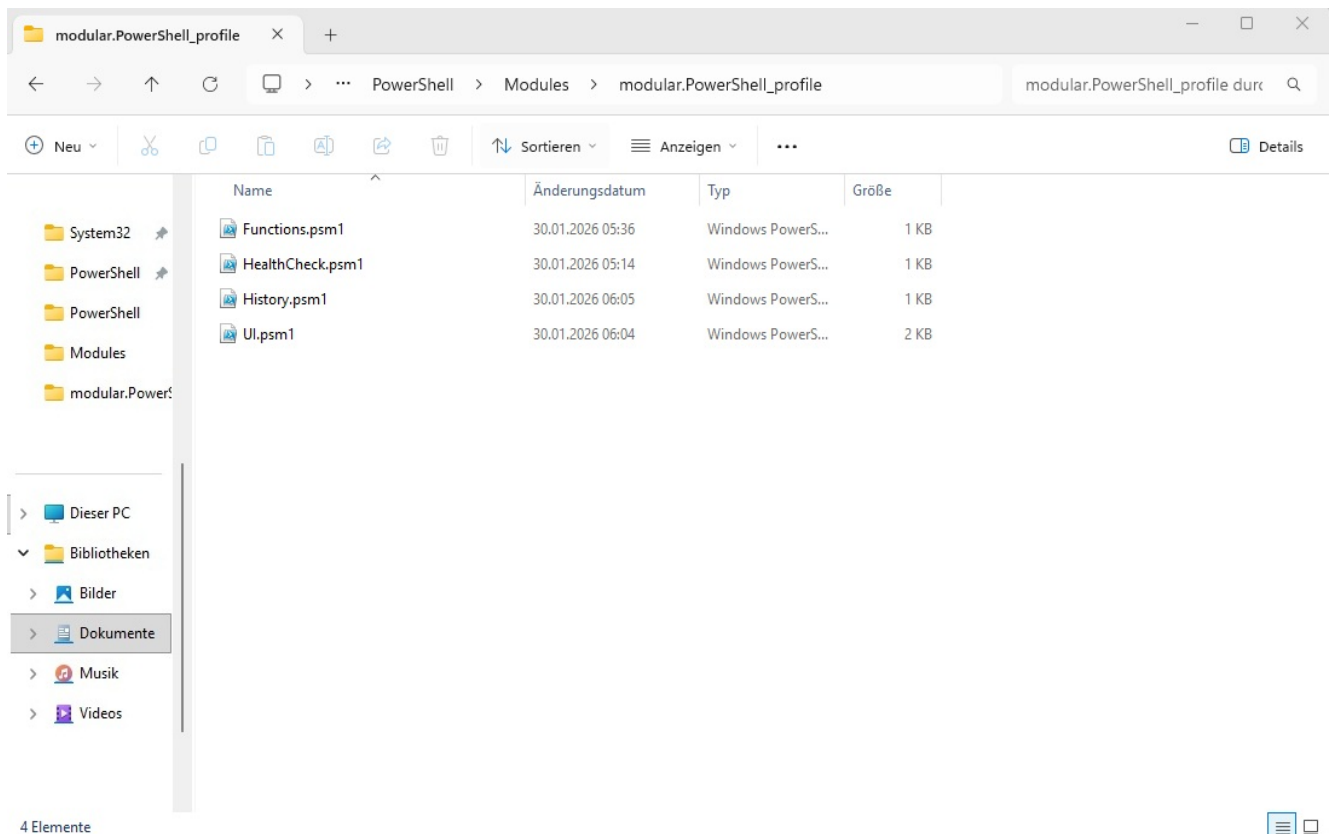 modular.PowerShell_profile
… PowerShell > Modules > modular.PowerShell_profile
modular.PowerShell_profile durc
Neu
Sortieren
Anzeigen
Details
Name Änderungsdatum Typ Größe
Functions.psm1 30.01.2026 05:36 Windows PowerS... 1 KB
HealthCheck.psm1 30.01.2026 05:14 Windows PowerS... 1 KB
History.psm1 30.01.2026 06:05 Windows PowerS... 1 KB
UI.psm1 30.01.2026 06:04 Windows PowerS... 2 KB
System32
PowerShell
PowerShell
Modules
modular.PowerS
Dieser PC
Bibliotheken
Bilder
Dokumente
Musik
Videos
4 Elemente